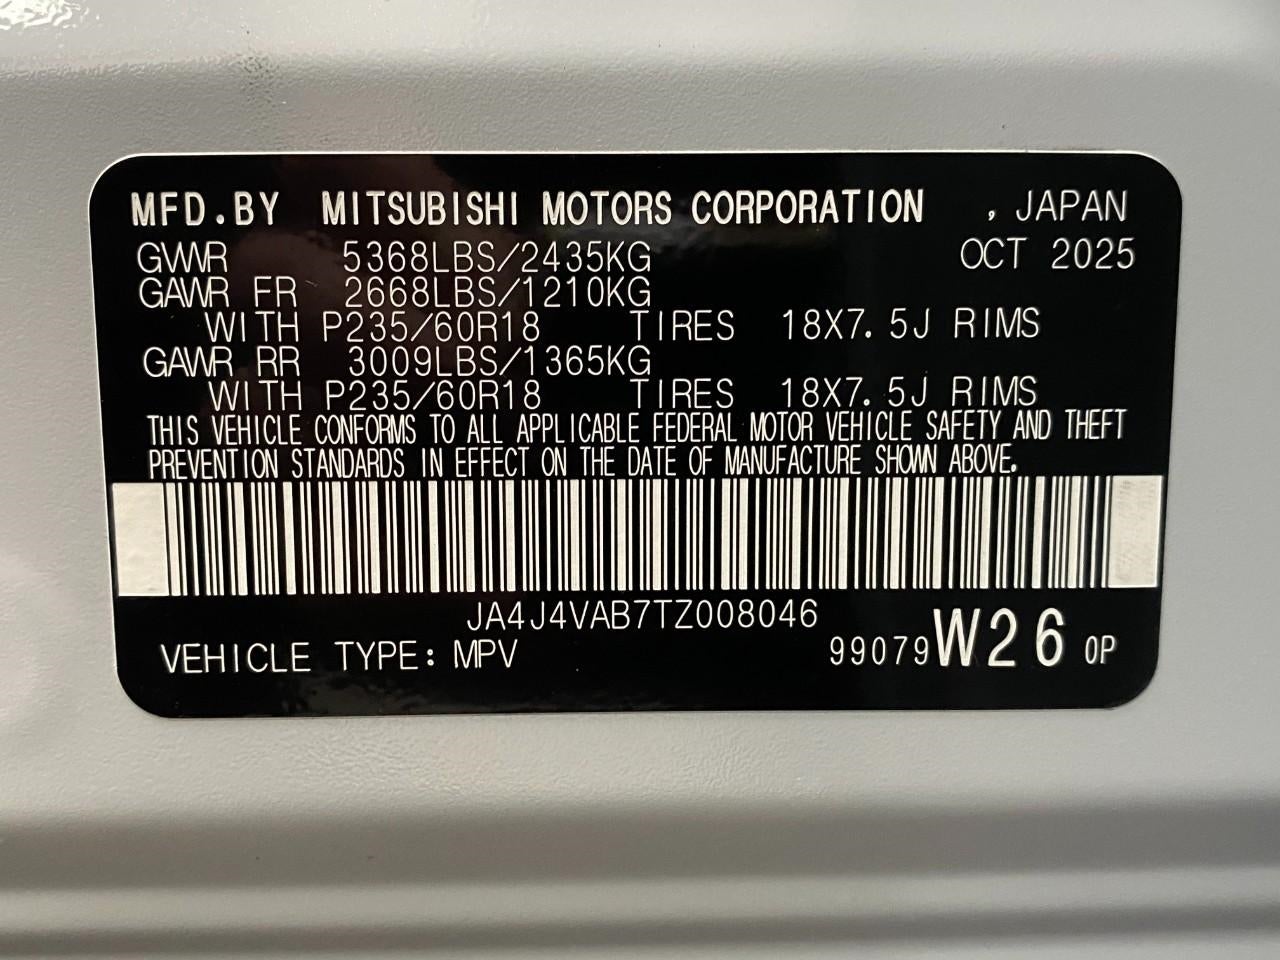 MFD.BY MITSUBISHI MOTORS CORPORATION , JAPAN
GVWR 5368LBS/2435KG OCT 2025
GAWR FR 2668LBS/1210KG
WITH P235/60R18 TIRES 18X7.5J RIMS
GAWR RR 3009LBS/1365KG
WITH P235/60R18 TIRES 18X7.5J RIMS
THIS VEHICLE CONFORMS TO ALL APPLICABLE FEDERAL MOTOR VEHICLE SAFETY AND THEFT
PREVENTION STANDARDS IN EFFECT ON THE DATE OF MANUFACTURE SHOWN ABOVE.
JA4J4VAB7TZ008046
VEHICLE TYPE: MPV 99079 W26 0P